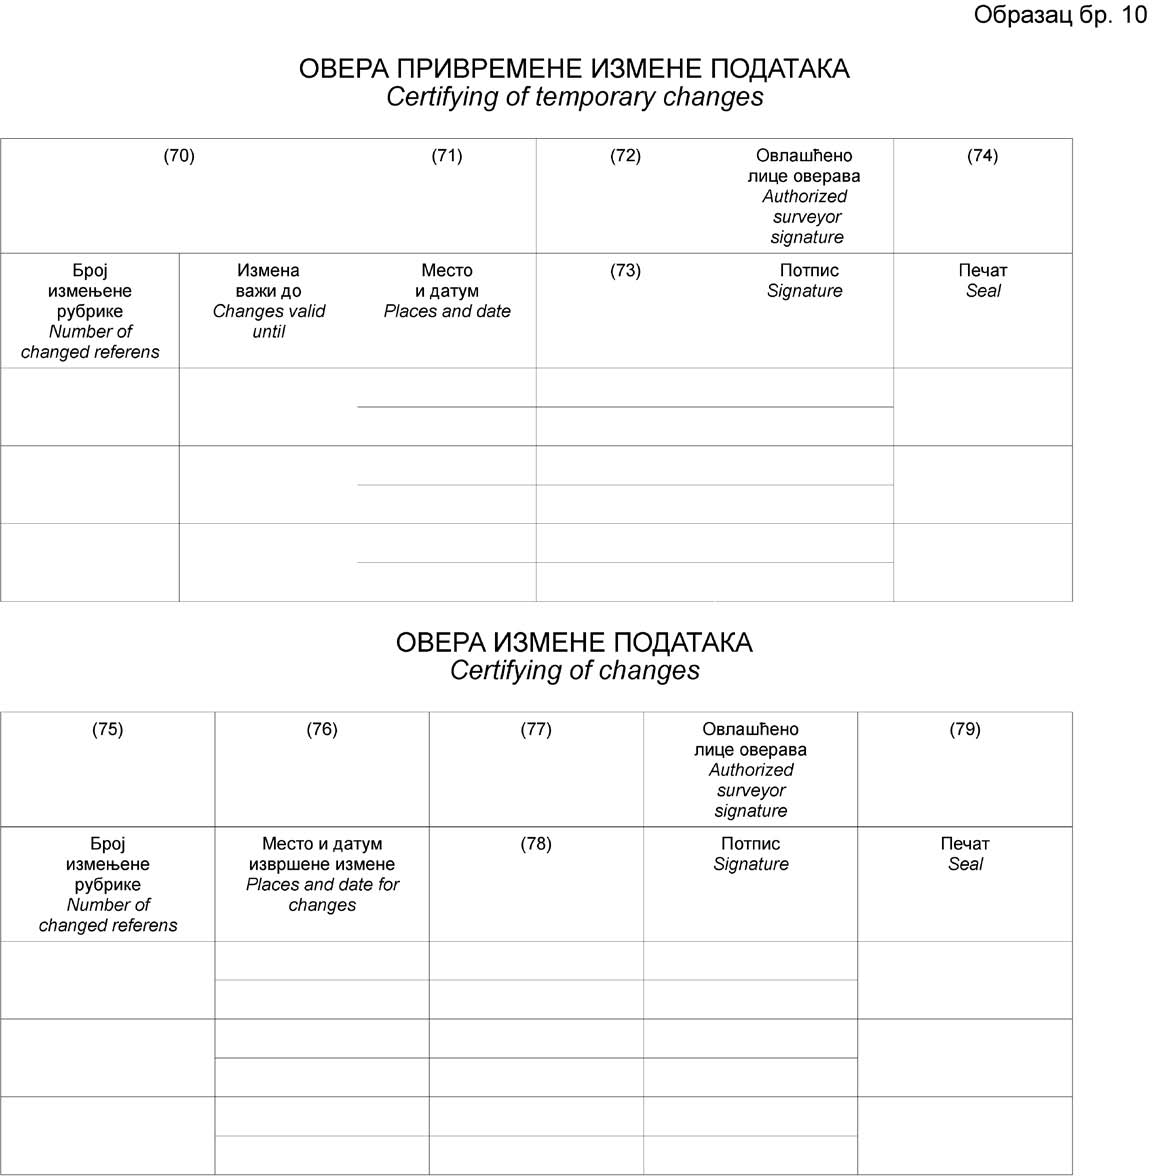 Образац бр. 10
ОВЕРА ПРИВРЕМЕНЕ ИЗМЕНЕ ПОДАТАКА
Certifying of temporary changes
(70)
(71)
(72)
Овлашћено
лице оверава
Authorized
surveyor
signature
(74)
Број
измењене
рубрике
Number of
changed referens
Измена
важи до
Changes valid
until
Место
и датум
Places and date
(73)
Потпис
Signature
Печат
Seal
ОВЕРА ИЗМЕНЕ ПОДАТАКА
Certifying of changes
(75)
(76)
(77)
Овлашћено
лице оверава
Authorized
surveyor
signature
(79)
Број
измењене
рубрике
Number of
changed referens
Место и датум
извршене измене
Places and date for
changes
(78)
Потпис
Signature
Печат
Seal